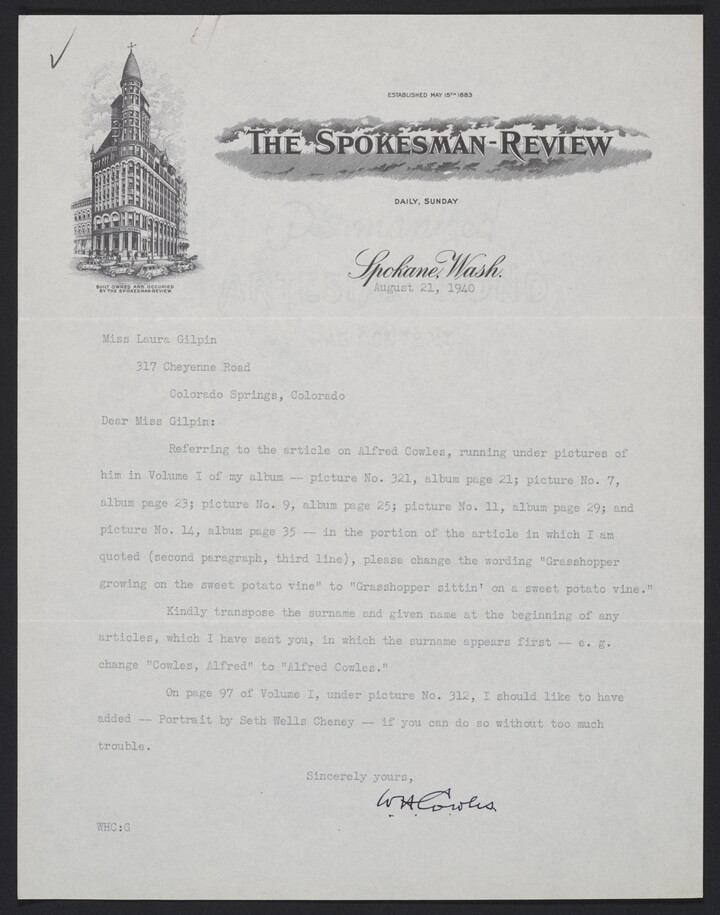 ESTABLISHED MAY 15TH 1883
THE SPOKESMAN-REVIEW
DAILY, SUNDAY
BUILT OWNED AND OCCUPIED
BY THE SPOKESMAN-REVIEW
Spokane, Wash.
August 21, 1940
Miss Laura Gilpin
317 Cheyenne Road
Colorado Springs, Colorado
Dear Miss Gilpin:
Referring to the article on Alfred Cowles, running under pictures of
him in Volume I of my album — picture No. 321, album page 21; picture No. 7,
album page 23; picture No. 9, album page 25; picture No. 11, album page 29; and
picture No. 14, album page 35 — in the portion of the article in which I am
quoted (second paragraph, third line), please change the wording "Grasshopper
growing on the sweet potato vine" to "Grasshopper sittin' on a sweet potato vine."
Kindly transpose the surname and given name at the beginning of any
articles, which I have sent you, in which the surname appears first — e. g.
change "Cowles, Alfred" to "Alfred Cowles."
On page 97 of Volume I, under picture No. 312, I should like to have
added — Portrait by Seth Wells Cheney — if you can do so without too much
trouble.
Sincerely yours,
W. H. Cowles
WHC:G